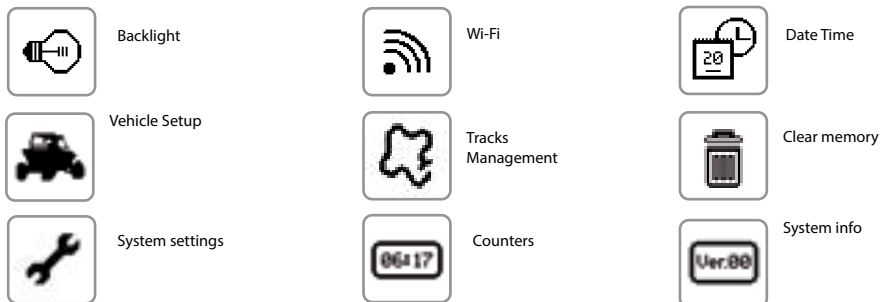 Backlight
Wi-Fi
20
Date Time
Vehicle Setup
Tracks
Management
Clear memory
System settings
06:17
Counters
Ver:00
System info